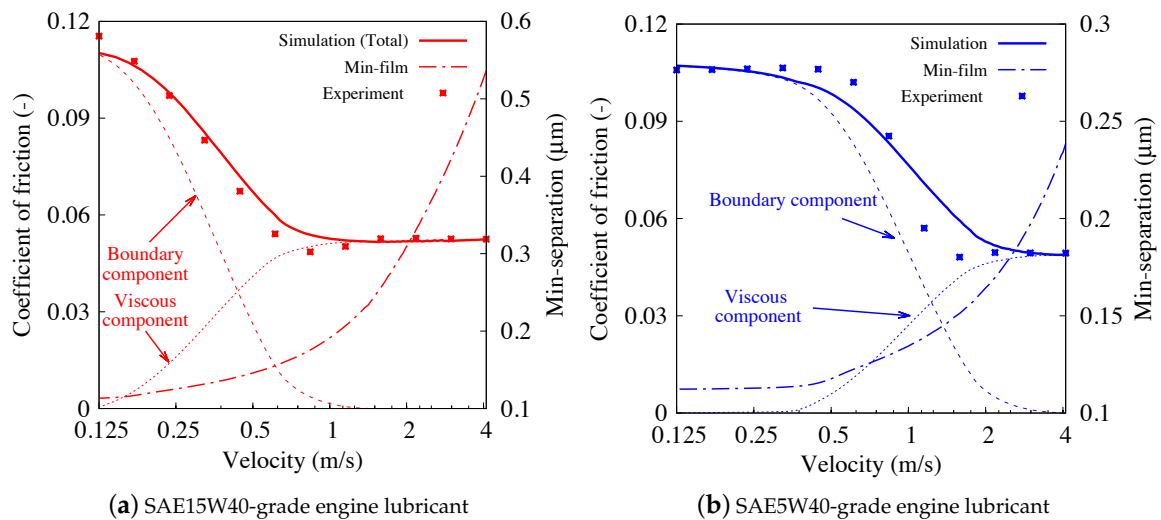 0.12
0.09
0.06
0.03
0
Coefficient of friction (-)
0.6
0.5
0.4
0.3
0.2
0.1
Min-separation (μm)
Simulation (Total)
Min-film
Experiment
Boundary
component
Viscous
component
0.125 0.25 0.5 1 2 4
Velocity (m/s)
(a) SAE15W40-grade engine lubricant
0.12
0.09
0.06
0.03
0
Coefficient of friction (-)
0.3
0.25
0.2
0.15
0.1
Min-separation (μm)
Simulation
Min-film
Experiment
Boundary component
Viscous
component
0.125 0.25 0.5 1 2 4
Velocity (m/s)
(b) SAE5W40-grade engine lubricant